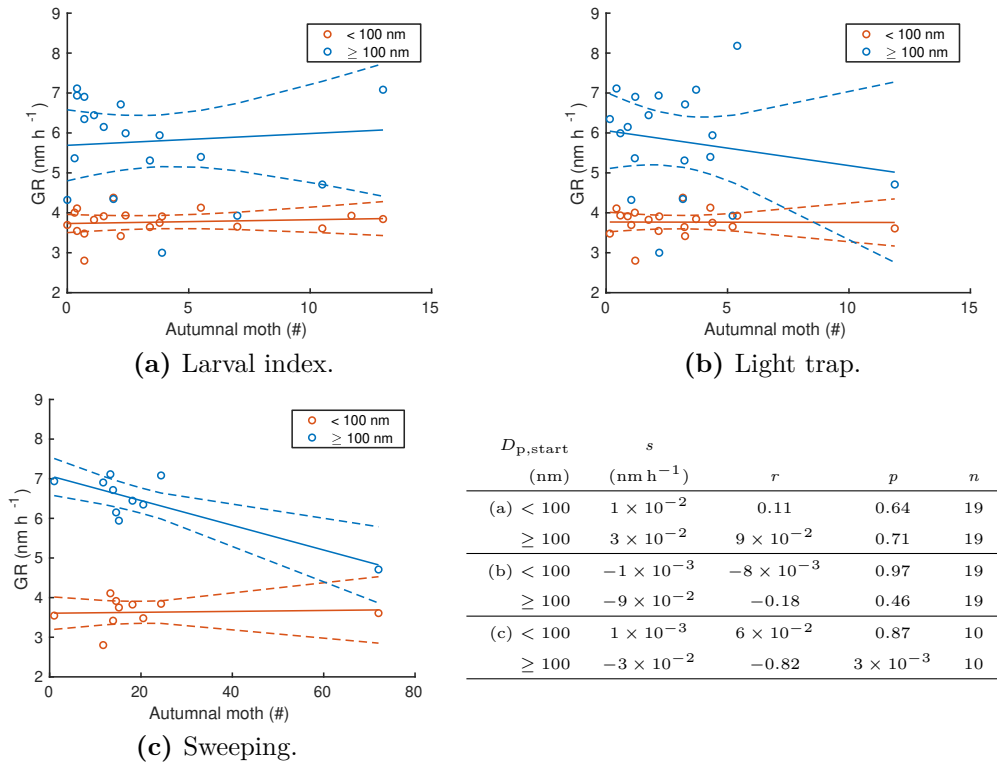 9
8
7
6
5
4
3
2
GR (nm h -1)
< 100 nm
≥ 100 nm
0 5 10 15
Autumnal moth (#)
(a) Larval index.
9
8
7
6
5
4
3
2
GR (nm h -1)
< 100 nm
≥ 100 nm
0 5 10 15
Autumnal moth (#)
(b) Light trap.
9
8
7
6
5
4
3
2
GR (nm h -1)
< 100 nm
≥ 100 nm
0 20 40 60 80
Autumnal moth (#)
(c) Sweeping.
D_p,start s
(nm) (nm h⁻¹) r p n
(a) < 100 1 × 10⁻² 0.11 0.64 19
≥ 100 3 × 10⁻² 9 × 10⁻² 0.71 19
(b) < 100 −1 × 10⁻³ −8 × 10⁻³ 0.97 19
≥ 100 −9 × 10⁻² −0.18 0.46 19
(c) < 100 1 × 10⁻³ 6 × 10⁻² 0.87 10
≥ 100 −3 × 10⁻² −0.82 3 × 10⁻³ 10